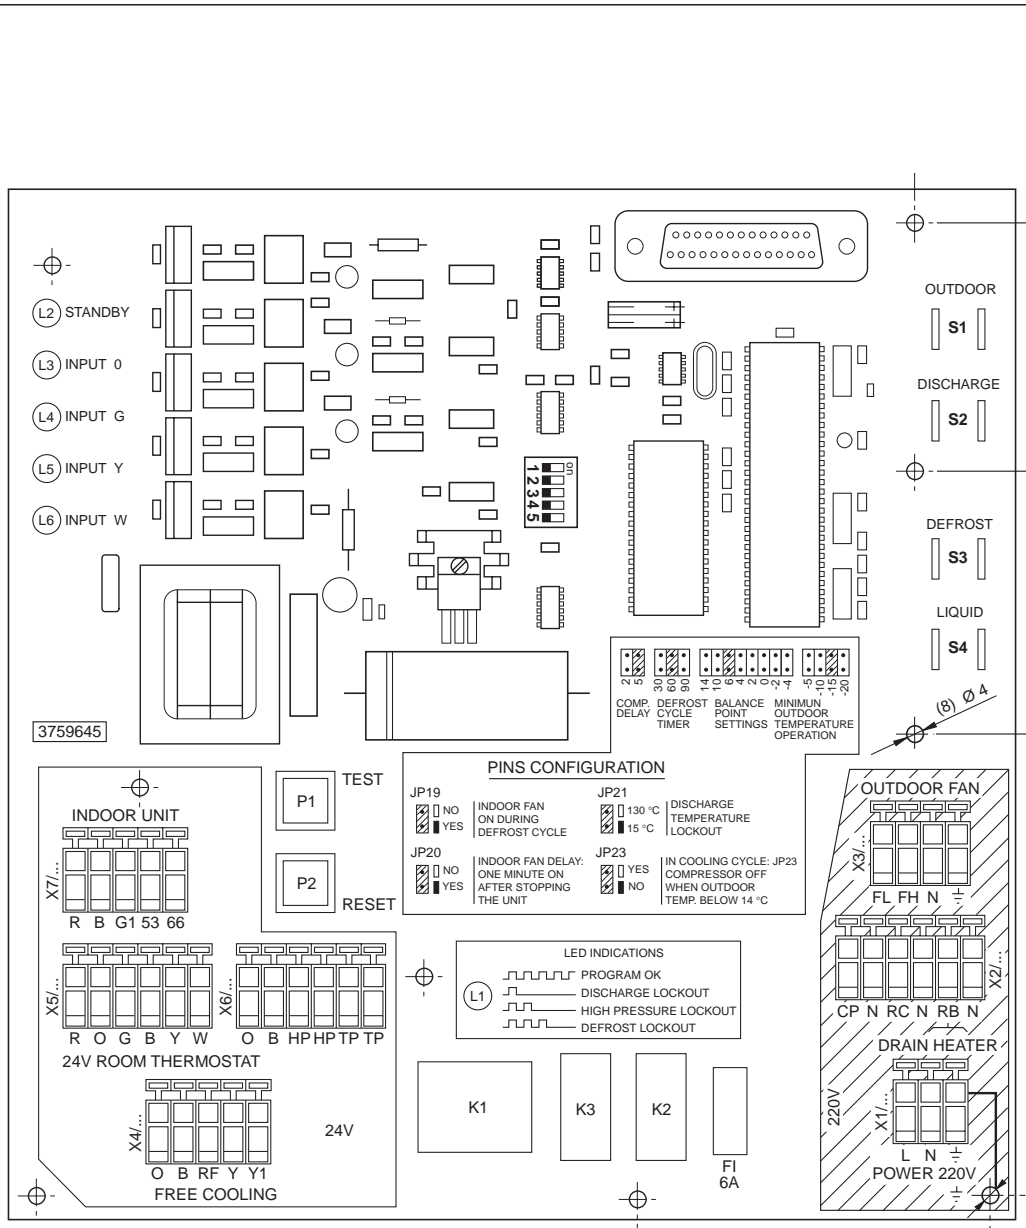 OUTDOOR
S1
L2 STANDBY
L3 INPUT 0
DISCHARGE
S2
L4 INPUT G
L5 INPUT Y
on
1
2
3
4
5
L6 INPUT W
DEFROST
S3
LIQUID
S4
2 5 30 60 90 14 10 6 4 2 0 -2 -4 -5 -10 -15 -20
COMP. DELAY
DEFROST CYCLE TIMER
BALANCE POINT SETTINGS
MINIMUN OUTDOOR TEMPERATURE OPERATION
(8) Ø 4
3759645
PINS CONFIGURATION
JP19
NO
YES
INDOOR FAN
ON DURING
DEFROST CYCLE
JP21
130 °C
15 °C
DISCHARGE
TEMPERATURE
LOCKOUT
JP20
NO
YES
INDOOR FAN DELAY:
ONE MINUTE ON
AFTER STOPPING
THE UNIT
JP23
YES
NO
IN COOLING CYCLE: JP23
COMPRESSOR OFF
WHEN OUTDOOR
TEMP. BELOW 14 °C
P1
TEST
P2
RESET
INDOOR UNIT
X7/...
R B G1 53 66
X5/...
R O G B Y W
X6/...
O B HP HP TP TP
24V ROOM THERMOSTAT
X4/...
O B RF Y Y1
FREE COOLING
24V
LED INDICATIONS
L1
PROGRAM OK
DISCHARGE LOCKOUT
HIGH PRESSURE LOCKOUT
DEFROST LOCKOUT
K1
K3
K2
FI
6A
OUTDOOR FAN
X3/...
FL FH N
X2/...
CP N RC N RB N
DRAIN HEATER
220V
X1/...
L N
POWER 220V